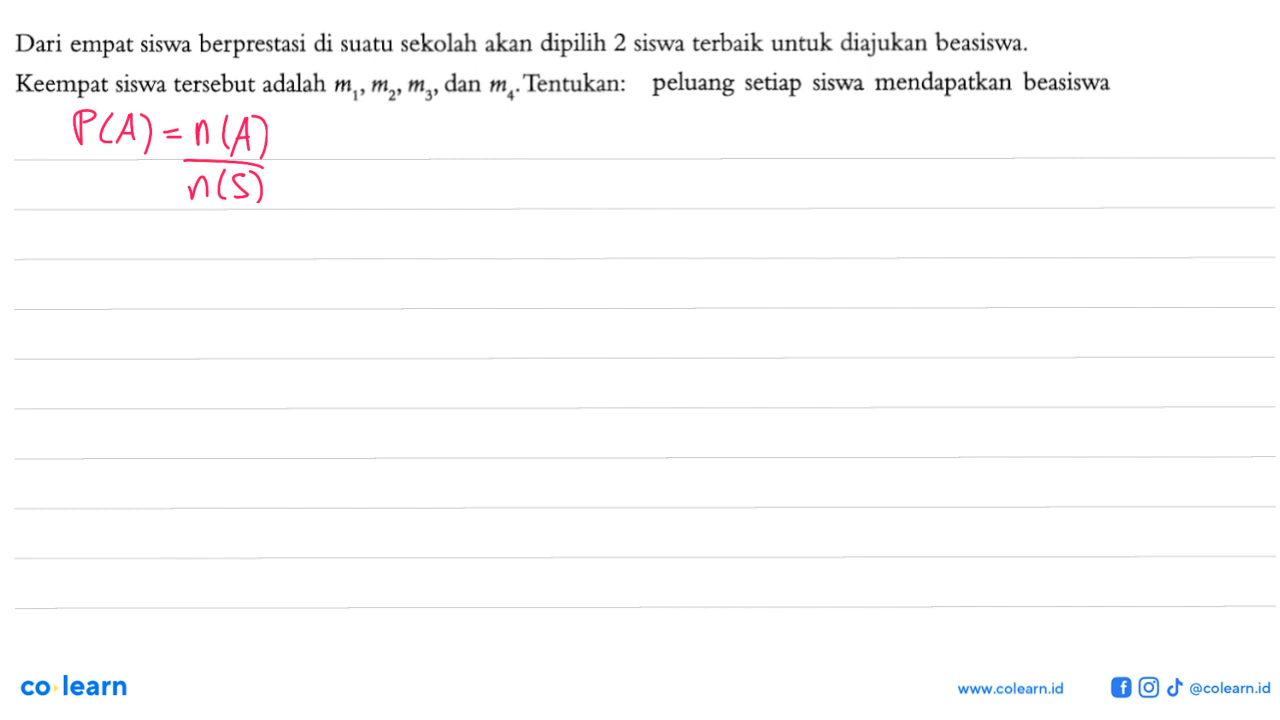 Dari empat siswa berprestasi di suatu sekolah akan dipilih 2 siswa terbaik untuk diajukan beasiswa.
Keempat siswa tersebut adalah m₁, m₂, m₃, dan m₄. Tentukan: peluang setiap siswa mendapatkan beasiswa
P(A) = n(A)
n(S)
co learn
www.colearn.id
@colearn.id